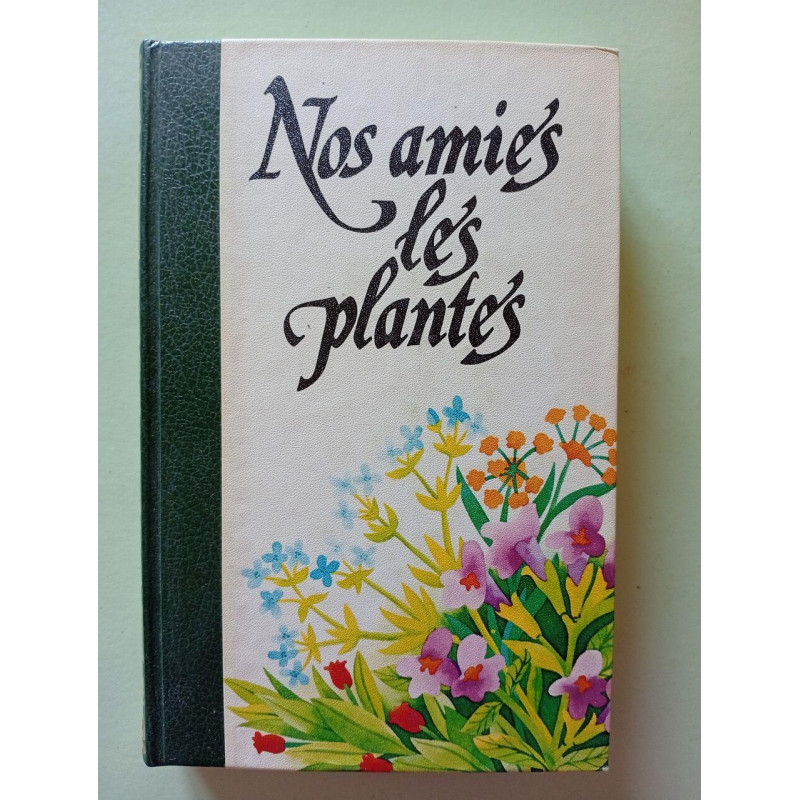 Nos amies
les
plantes